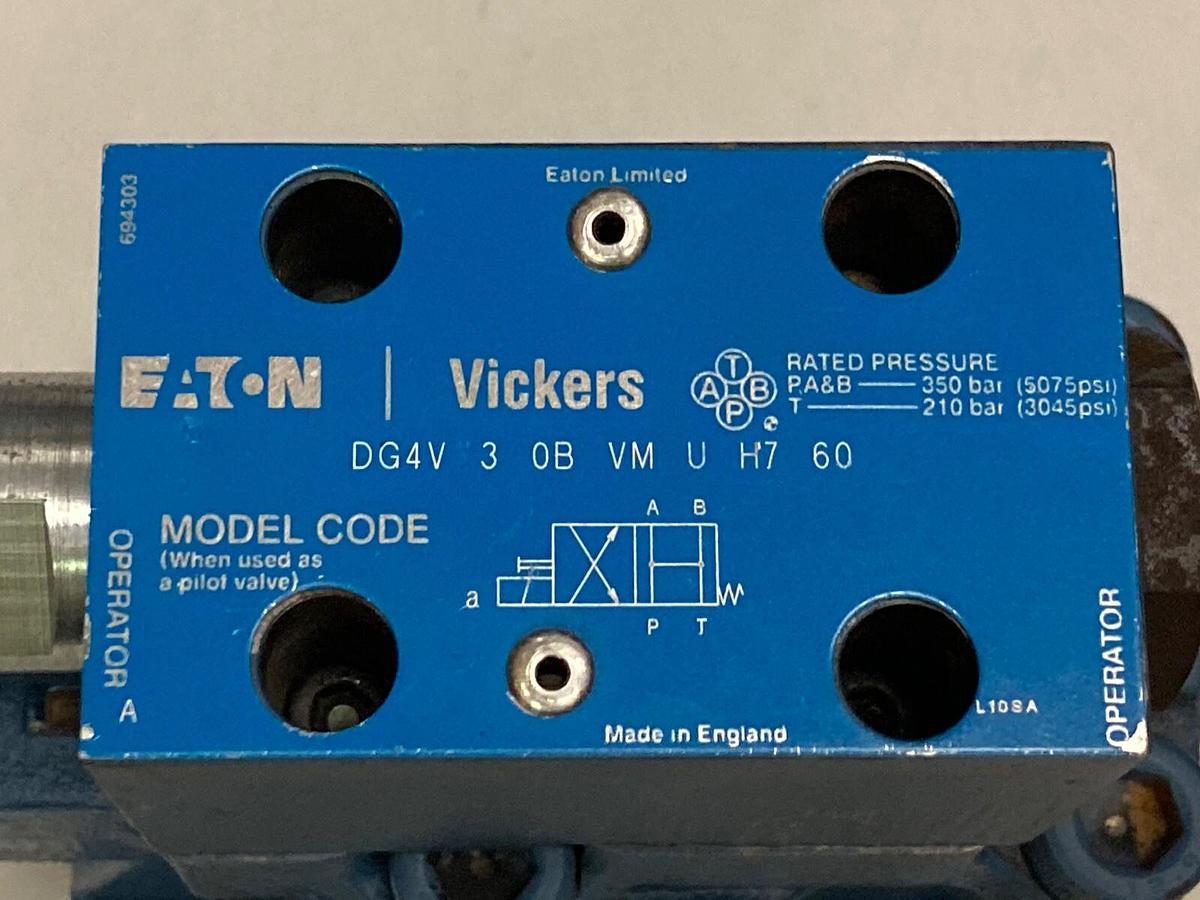 694303
Eaton Limited
EATON | Vickers
T
A B
P
RATED PRESSURE
P,A&B — 350 bar (5075psi)
T — 210 bar (3045psi)
DG4V 3 0B VM U H7 60
MODEL CODE
(When used as
a pilot valve)
A B
a
P T
OPERATOR
A
OPERATOR
L108A
Made in England